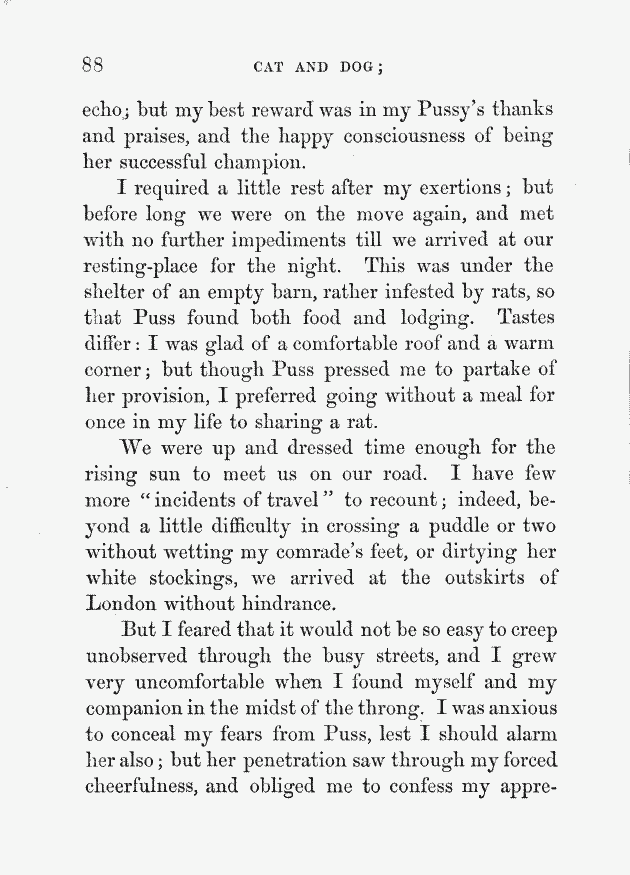 88 CAT AND DOG;
echo; but my best reward was in my Pussy's thanks
and praises, and the happy consciousness of being
her successful champion.
I required a little rest after my exertions; but
before long we were on the move again, and met
with no further impediments till we arrived at our
resting-place for the night. This was under the
shelter of an empty barn, rather infested by rats, so
that Puss found both food and lodging. Tastes
differ: I was glad of a comfortable roof and a warm
corner; but though Puss pressed me to partake of
her provision, I preferred going without a meal for
once in my life to sharing a rat.
We were up and dressed time enough for the
rising sun to meet us on our road. I have few
more "incidents of travel" to recount; indeed, be-
yond a little difficulty in crossing a puddle or two
without wetting my comrade's feet, or dirtying her
white stockings, we arrived at the outskirts of
London without hindrance.
But I feared that it would not be so easy to creep
unobserved through the busy streets, and I grew
very uncomfortable when I found myself and my
companion in the midst of the throng. I was anxious
to conceal my fears from Puss, lest I should alarm
her also; but her penetration saw through my forced
cheerfulness, and obliged me to confess my appre-